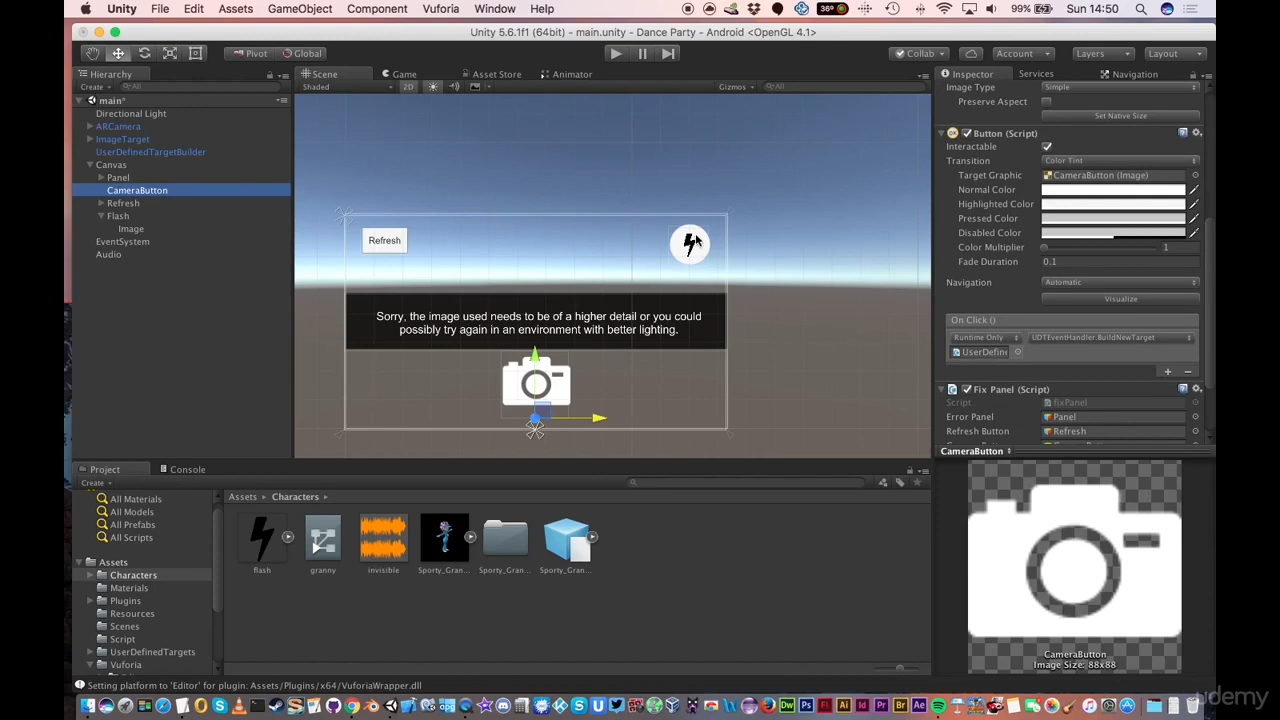 Unity File Edit Assets GameObject Component Vuforia Window Help 36° 99% Sun 14:50
Unity 5.6.1f1 (64bit) - main.unity - Dance Party - Android <OpenGL 4.1>
Pivot Global Collab Account Layers Layout
Hierarchy Scene Game Asset Store Animator Inspector Services Navigation
Create All Shaded 2D Gizmos All
main*
Directional Light
ARCamera
ImageTarget
UserDefinedTargetBuilder
Canvas
Panel
CameraButton
Refresh
Flash
Image
EventSystem
Audio
Refresh
Sorry, the image used needs to be of a higher detail or you could
possibly try again in an environment with better lighting.
Image Type Simple
Preserve Aspect
Set Native Size
Button (Script)
Interactable
Transition Color Tint
Target Graphic CameraButton (Image)
Normal Color
Highlighted Color
Pressed Color
Disabled Color
Color Multiplier 1
Fade Duration 0.1
Navigation Automatic
Visualize
On Click ()
Runtime Only UDTEventHandler.BuildNewTarget
UserDefine
Fix Panel (Script)
Script fixPanel
Error Panel Panel
Refresh Button Refresh
CameraButton
CameraButton
Image Size: 88x88
Project Console
Create
All Materials
All Models
All Prefabs
All Scripts
Assets
Characters
Materials
Plugins
Resources
Scenes
Script
UserDefinedTargets
Vuforia
Assets Characters
flash granny invisible Sporty_Gran... Sporty_Gran... Sporty_Gran...
Setting platform to 'Editor' for plugin: Assets/Plugins/x64/VuforiaWrapper.dll
udemy